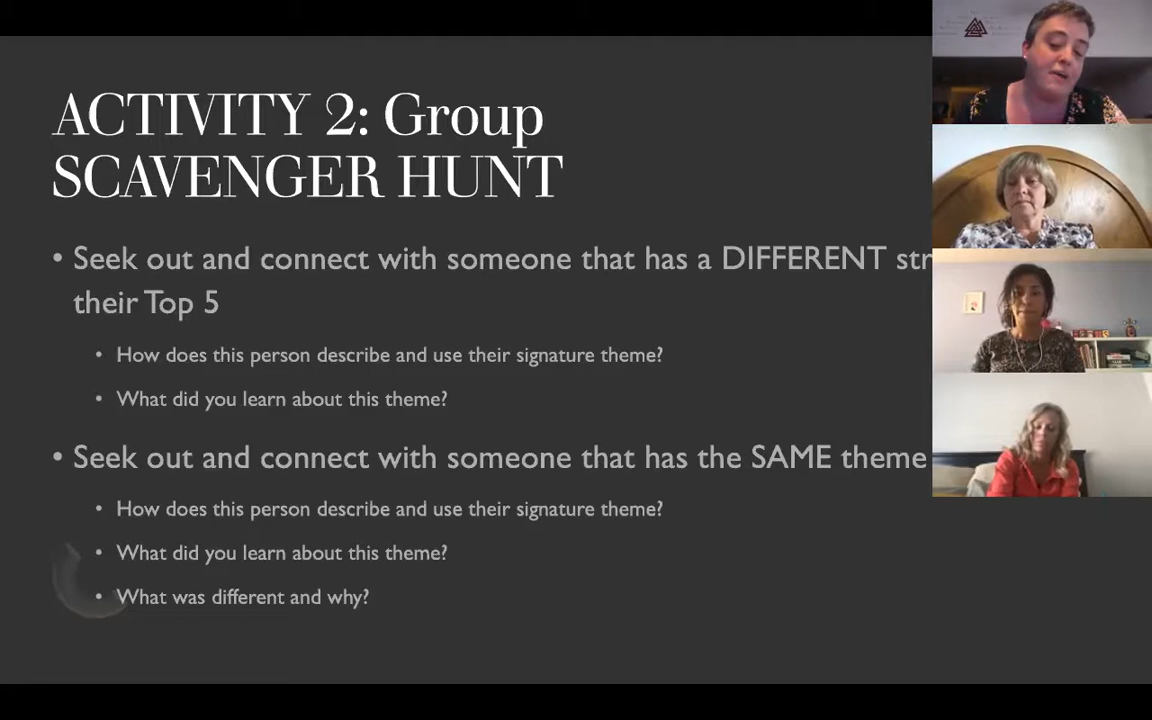 ACTIVITY 2: Group
SCAVENGER HUNT
• Seek out and connect with someone that has a DIFFERENT
their Top 5
• How does this person describe and use their signature theme?
• What did you learn about this theme?
• Seek out and connect with someone that has the SAME theme
• How does this person describe and use their signature theme?
• What did you learn about this theme?
• What was different and why?